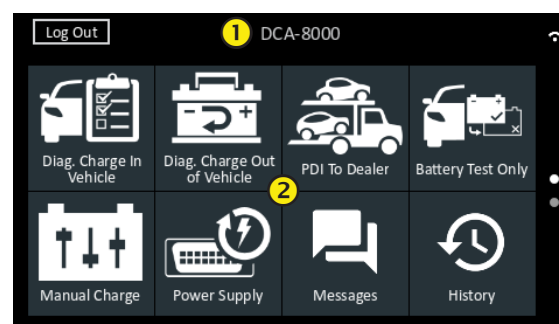 Log Out
1
DCA-8000
Diag. Charge In
Vehicle
Diag. Charge Out
of Vehicle
PDI To Dealer
Battery Test Only
2
Manual Charge
Power Supply
Messages
History